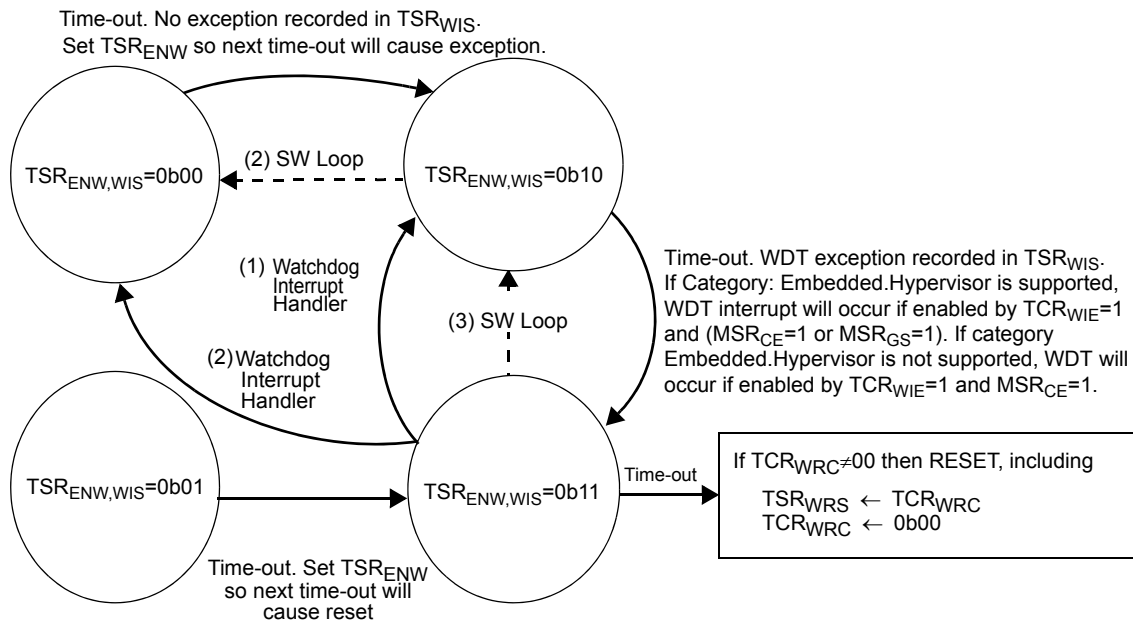 Time-out. No exception recorded in TSRWIS.
Set TSRENW so next time-out will cause exception.
TSRENW,WIS=0b00
(2) SW Loop
TSRENW,WIS=0b10
(1) Watchdog
Interrupt
Handler
(2) Watchdog
Interrupt
Handler
(3) SW Loop
Time-out. WDT exception recorded in TSRWIS.
If Category: Embedded.Hypervisor is supported,
WDT interrupt will occur if enabled by TCRWIE=1
and (MSRCE=1 or MSRGS=1). If category
Embedded.Hypervisor is not supported, WDT will
occur if enabled by TCRWIE=1 and MSRCE=1.
TSRENW,WIS=0b01
TSRENW,WIS=0b11
Time-out
If TCRWRC≠00 then RESET, including
TSRWRS ← TCRWRC
TCRWRC ← 0b00
Time-out. Set TSRENW
so next time-out will
cause reset